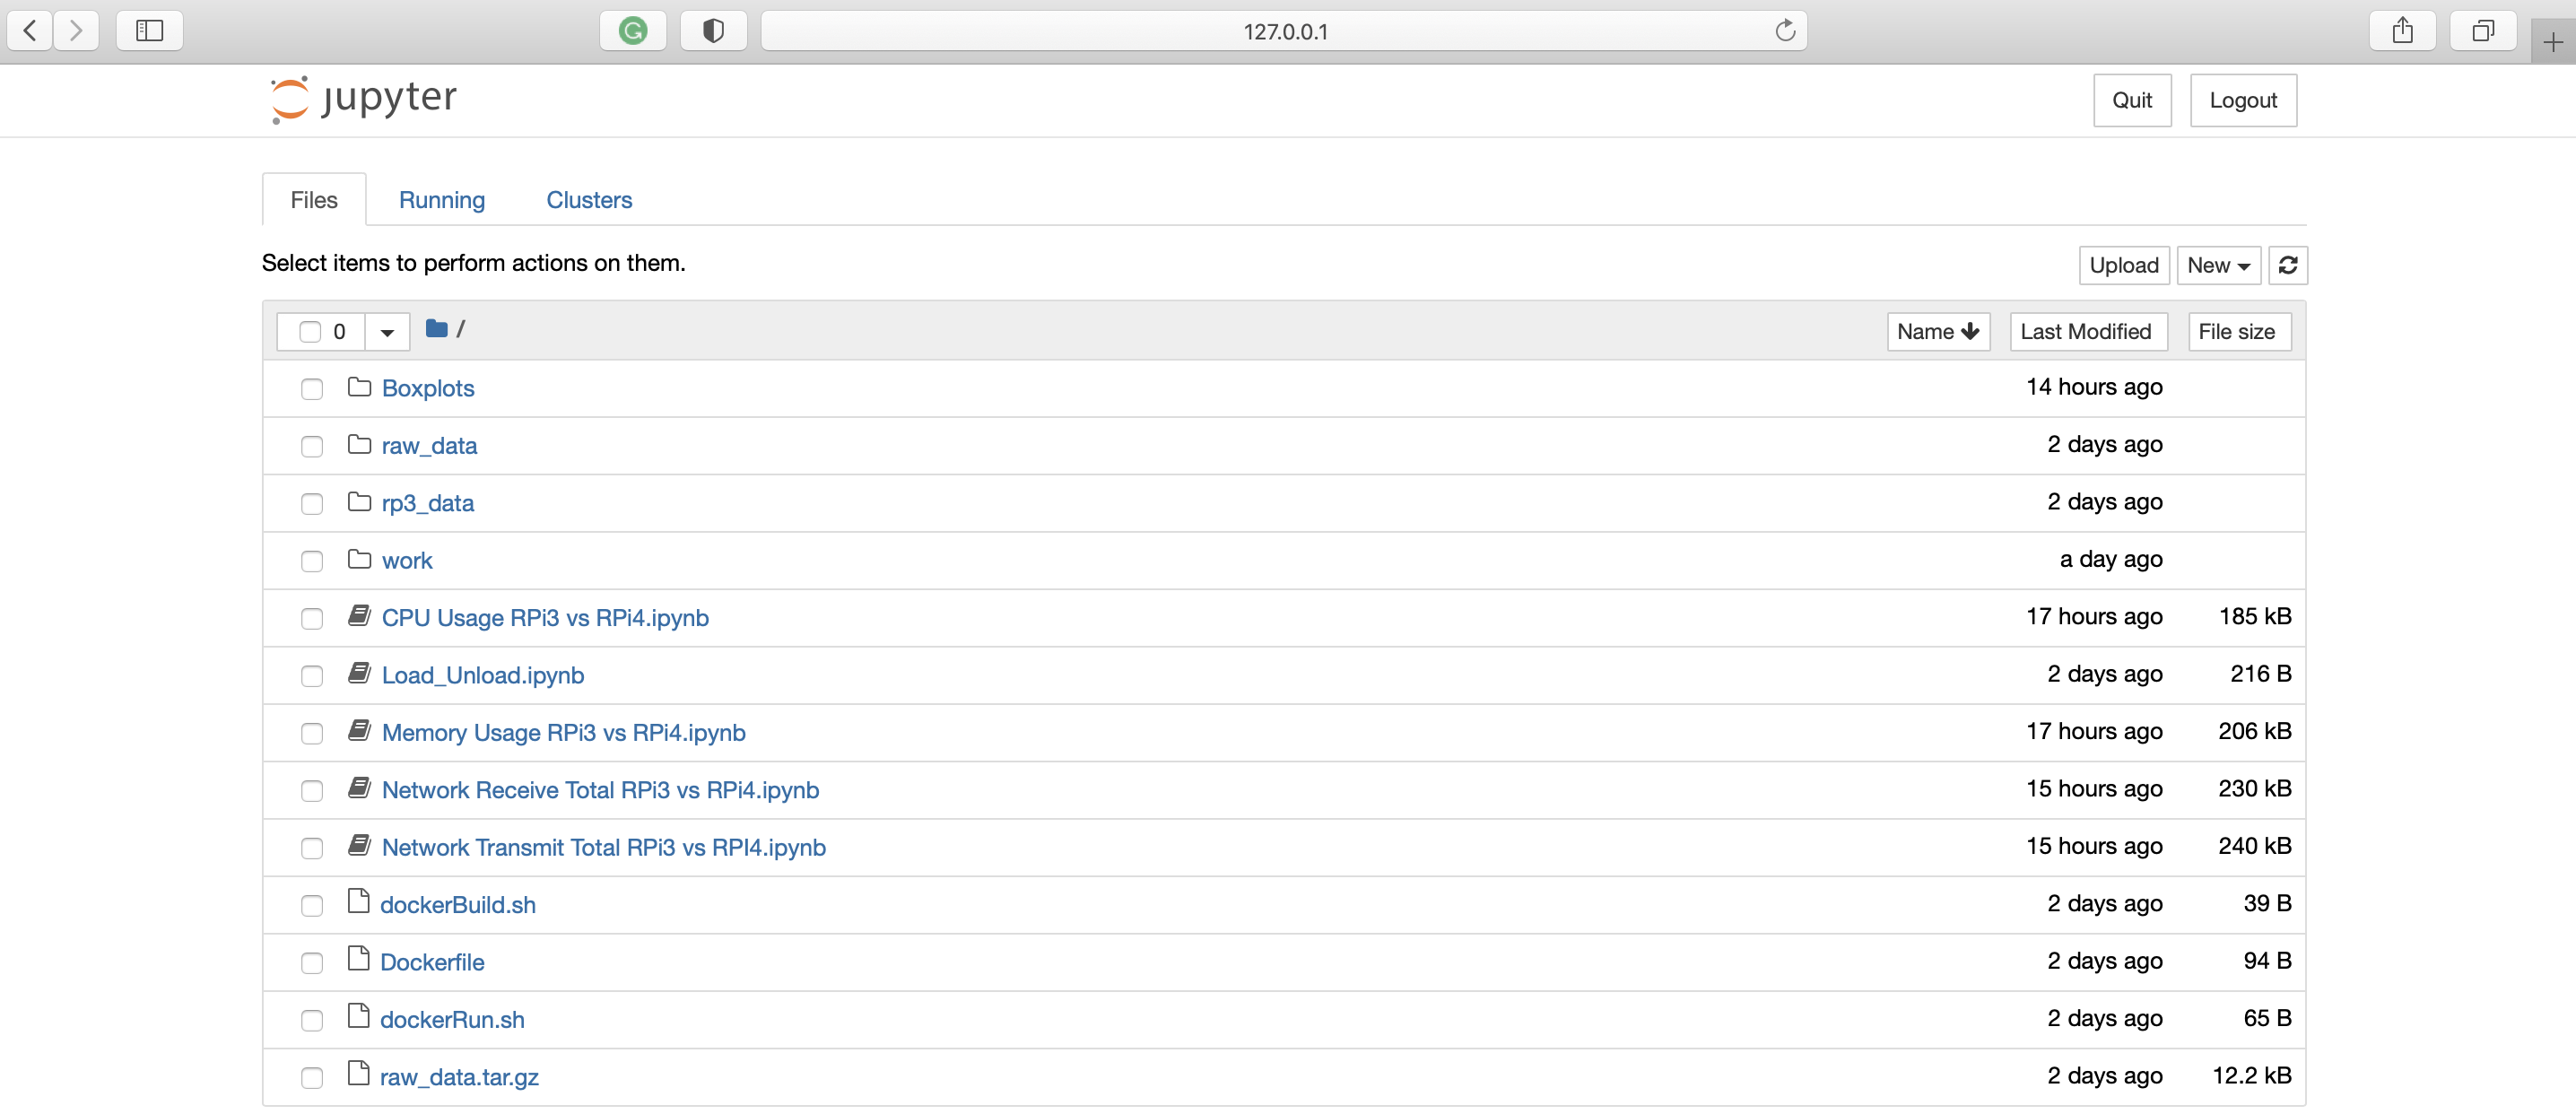 127.0.0.1
jupyter
Quit Logout
Files Running Clusters
Select items to perform actions on them.
Upload New
0 / Name Last Modified File size
Boxplots 14 hours ago
raw_data 2 days ago
rp3_data 2 days ago
work a day ago
CPU Usage RPi3 vs RPi4.ipynb 17 hours ago 185 kB
Load_Unload.ipynb 2 days ago 216 B
Memory Usage RPi3 vs RPi4.ipynb 17 hours ago 206 kB
Network Receive Total RPi3 vs RPi4.ipynb 15 hours ago 230 kB
Network Transmit Total RPi3 vs RPI4.ipynb 15 hours ago 240 kB
dockerBuild.sh 2 days ago 39 B
Dockerfile 2 days ago 94 B
dockerRun.sh 2 days ago 65 B
raw_data.tar.gz 2 days ago 12.2 kB